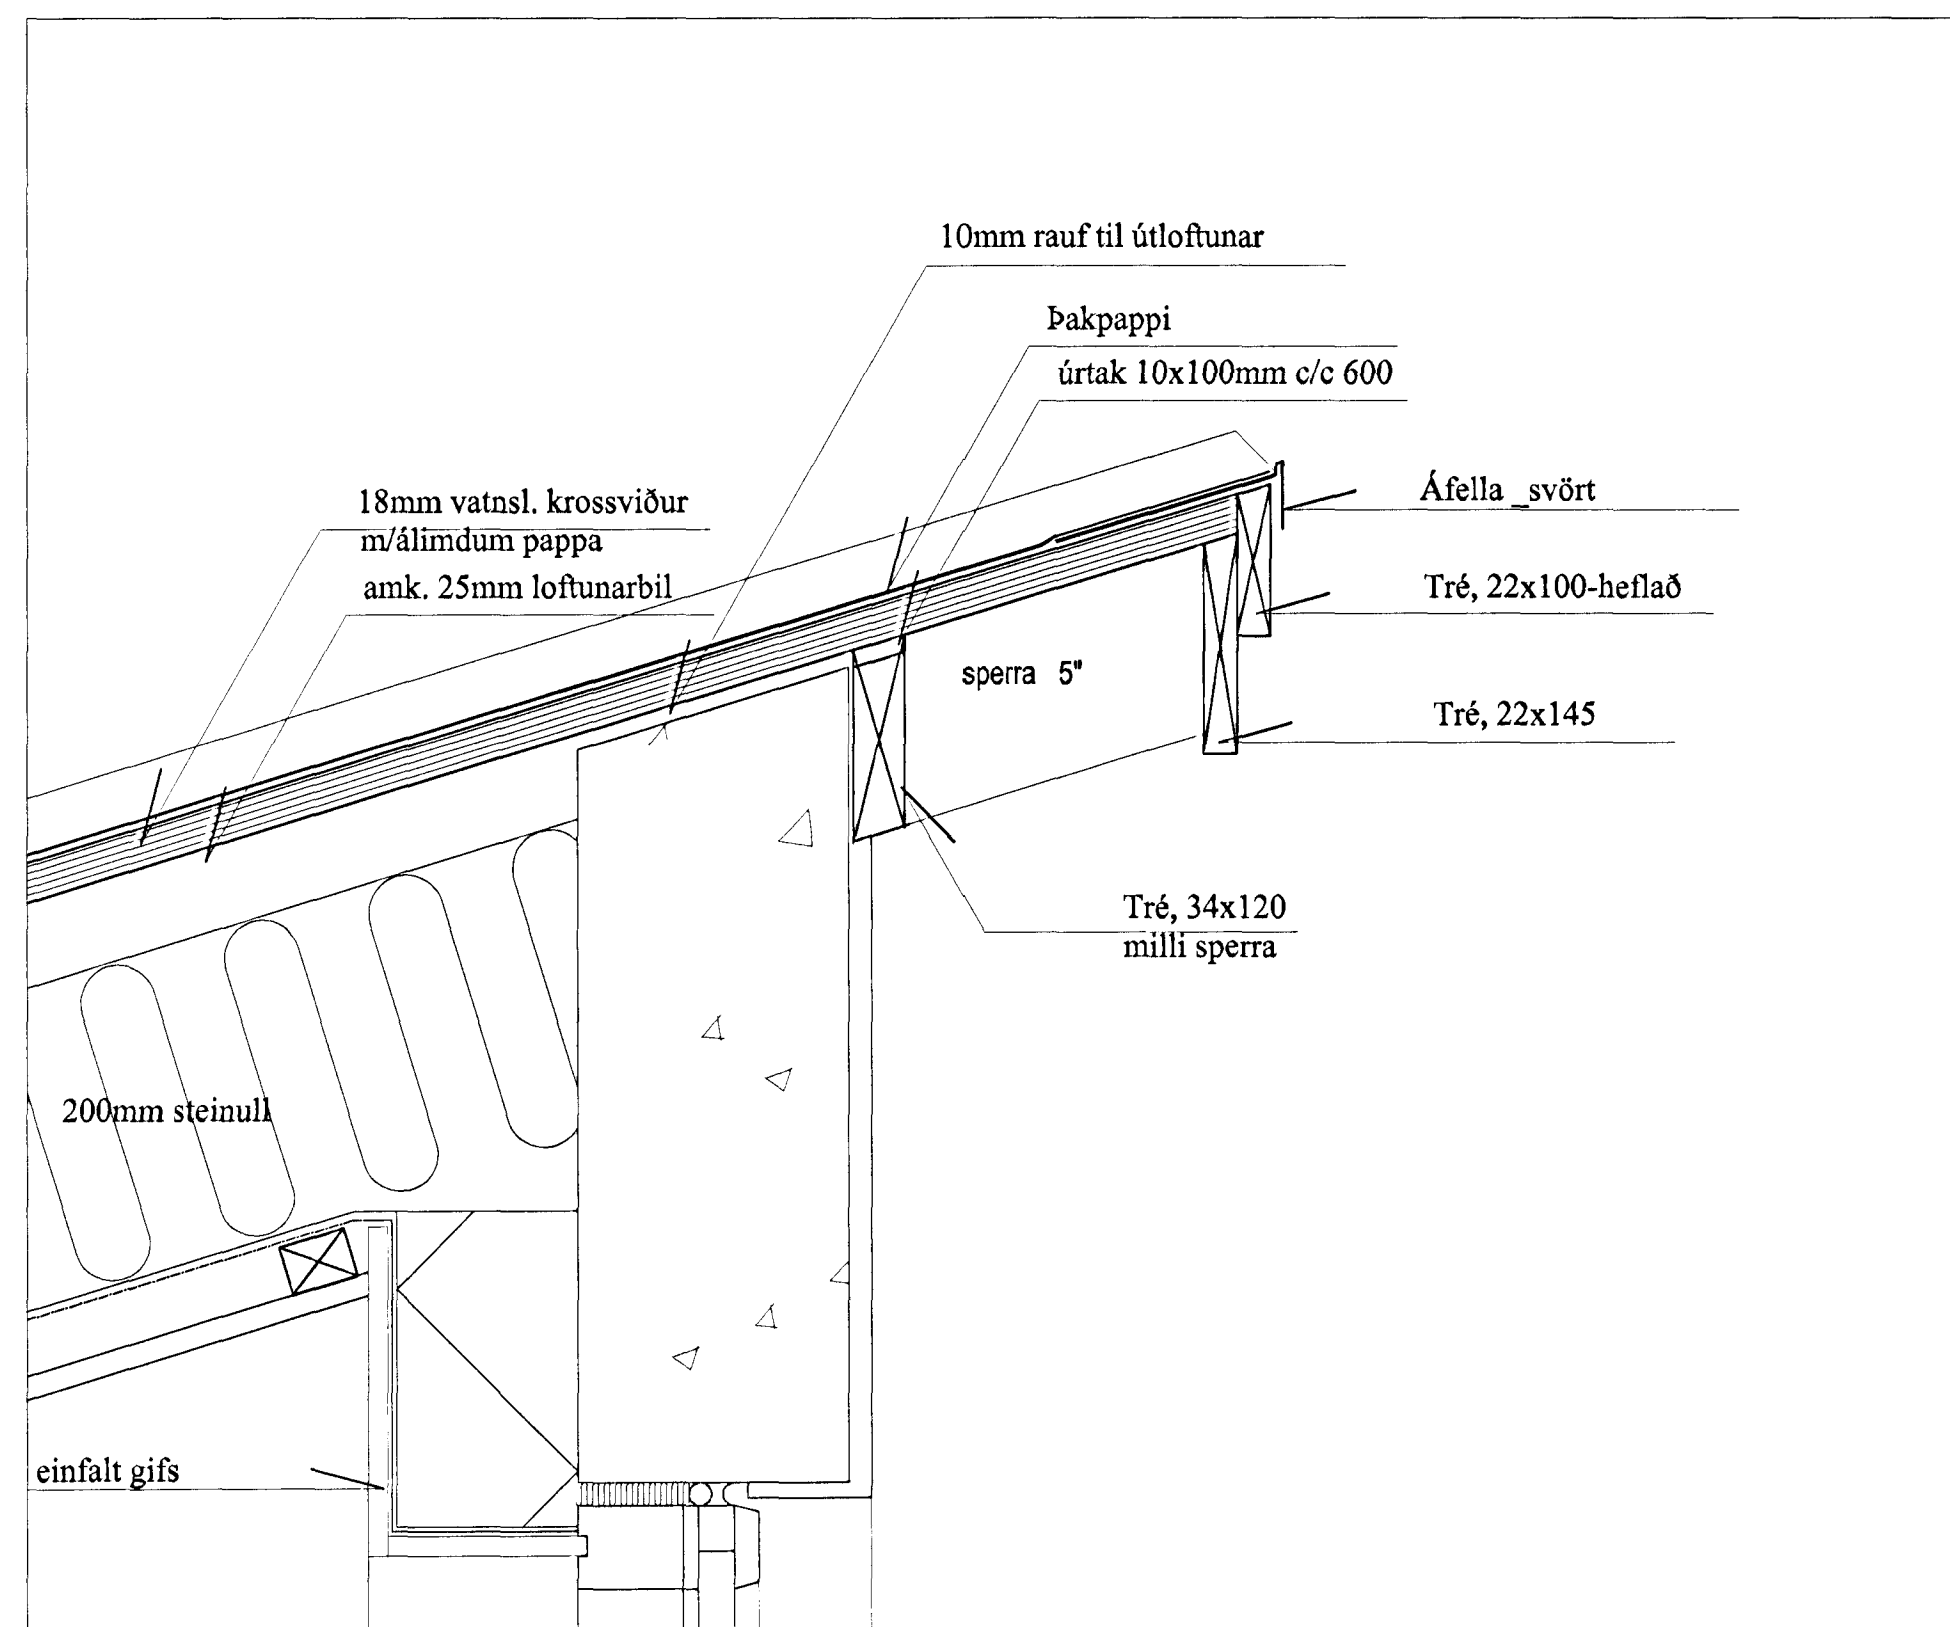 10mm rauf til útloftunar
Þakpappi
úrtak 10x100mm c/c 600
18mm vatnsl. krossviður
m/álimdum pappa
amk. 25mm loftunarbil
Áfella _svört
Tré, 22x100-heflað
sperra 5"
Tré, 22x145
Tré, 34x120
milli sperra
200mm steinull
einfalt gifs